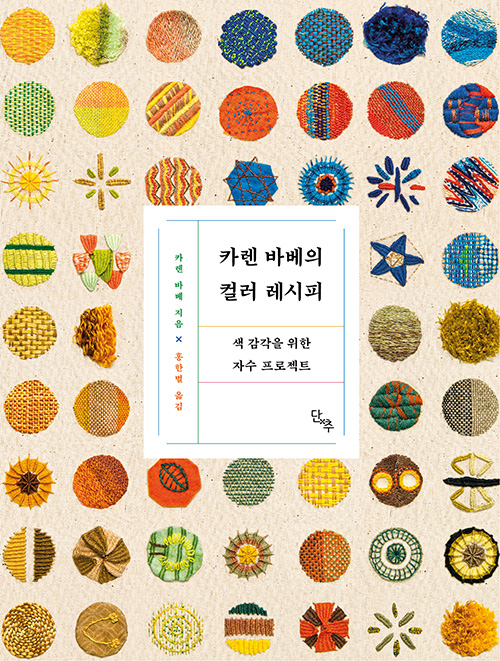 카렌 바베의
컬러 레시피
색 감각을 위한
자수 프로젝트
카렌 바베 지음 × 홍한별 옮김
단추